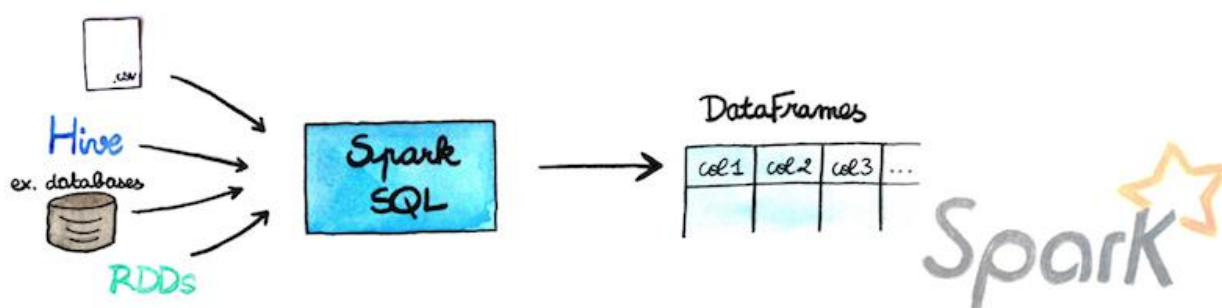 .csv
Hive
ex. databases
RDDs
Spark
SQL
DataFrames
col1 col2 col3 ...
Spark